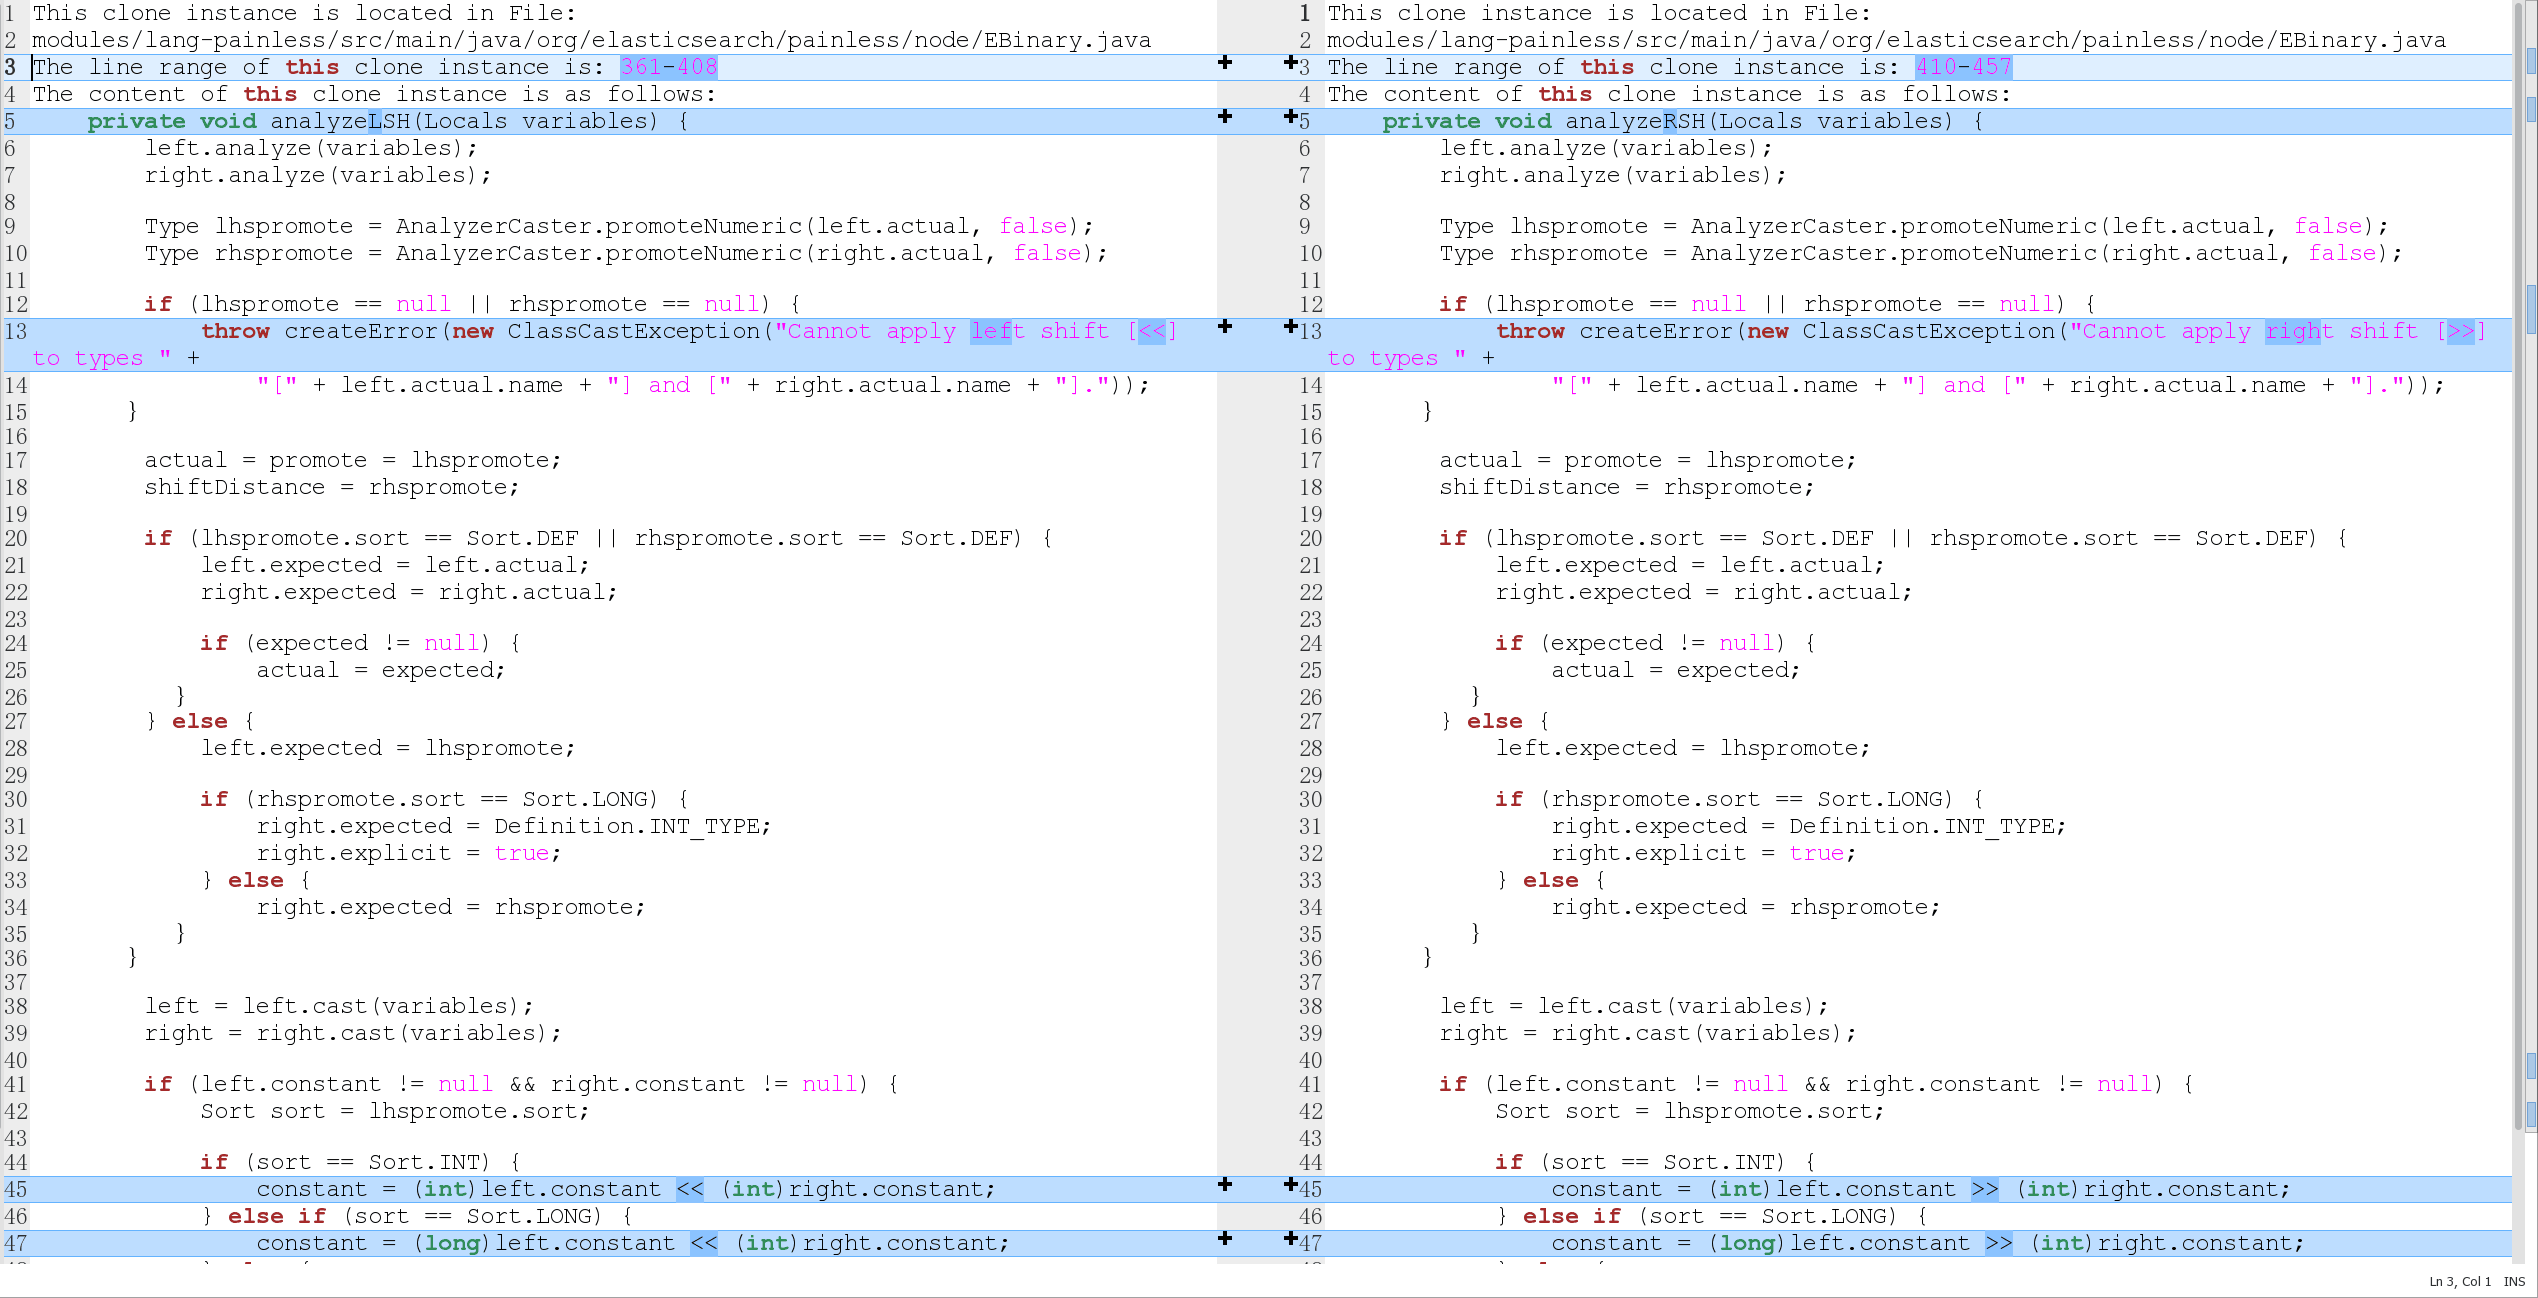 1 This clone instance is located in File:
2 modules/lang-painless/src/main/java/org/elasticsearch/painless/node/EBinary.java
3 The line range of this clone instance is: 361-408
4 The content of this clone instance is as follows:
5 private void analyzeLSH(Locals variables) {
6 left.analyze(variables);
7 right.analyze(variables);
8
9 Type lhspromote = AnalyzerCaster.promoteNumeric(left.actual, false);
10 Type rhspromote = AnalyzerCaster.promoteNumeric(right.actual, false);
11
12 if (lhspromote == null || rhspromote == null) {
13 throw createError(new ClassCastException("Cannot apply left shift [<<]
to types " +
14 "[" + left.actual.name + "] and [" + right.actual.name + "]."));
15 }
16
17 actual = promote = lhspromote;
18 shiftDistance = rhspromote;
19
20 if (lhspromote.sort == Sort.DEF || rhspromote.sort == Sort.DEF) {
21 left.expected = left.actual;
22 right.expected = right.actual;
23
24 if (expected != null) {
25 actual = expected;
26 }
27 } else {
28 left.expected = lhspromote;
29
30 if (rhspromote.sort == Sort.LONG) {
31 right.expected = Definition.INT_TYPE;
32 right.explicit = true;
33 } else {
34 right.expected = rhspromote;
35 }
36 }
37
38 left = left.cast(variables);
39 right = right.cast(variables);
40
41 if (left.constant != null && right.constant != null) {
42 Sort sort = lhspromote.sort;
43
44 if (sort == Sort.INT) {
45 constant = (int)left.constant << (int)right.constant;
46 } else if (sort == Sort.LONG) {
47 constant = (long)left.constant << (int)right.constant;
1 This clone instance is located in File:
2 modules/lang-painless/src/main/java/org/elasticsearch/painless/node/EBinary.java
3 The line range of this clone instance is: 410-457
4 The content of this clone instance is as follows:
5 private void analyzeRSH(Locals variables) {
6 left.analyze(variables);
7 right.analyze(variables);
8
9 Type lhspromote = AnalyzerCaster.promoteNumeric(left.actual, false);
10 Type rhspromote = AnalyzerCaster.promoteNumeric(right.actual, false);
11
12 if (lhspromote == null || rhspromote == null) {
13 throw createError(new ClassCastException("Cannot apply right shift [>>]
to types " +
14 "[" + left.actual.name + "] and [" + right.actual.name + "]."));
15 }
16
17 actual = promote = lhspromote;
18 shiftDistance = rhspromote;
19
20 if (lhspromote.sort == Sort.DEF || rhspromote.sort == Sort.DEF) {
21 left.expected = left.actual;
22 right.expected = right.actual;
23
24 if (expected != null) {
25 actual = expected;
26 }
27 } else {
28 left.expected = lhspromote;
29
30 if (rhspromote.sort == Sort.LONG) {
31 right.expected = Definition.INT_TYPE;
32 right.explicit = true;
33 } else {
34 right.expected = rhspromote;
35 }
36 }
37
38 left = left.cast(variables);
39 right = right.cast(variables);
40
41 if (left.constant != null && right.constant != null) {
42 Sort sort = lhspromote.sort;
43
44 if (sort == Sort.INT) {
45 constant = (int)left.constant >> (int)right.constant;
46 } else if (sort == Sort.LONG) {
47 constant = (long)left.constant >> (int)right.constant;
Ln 3, Col 1 INS